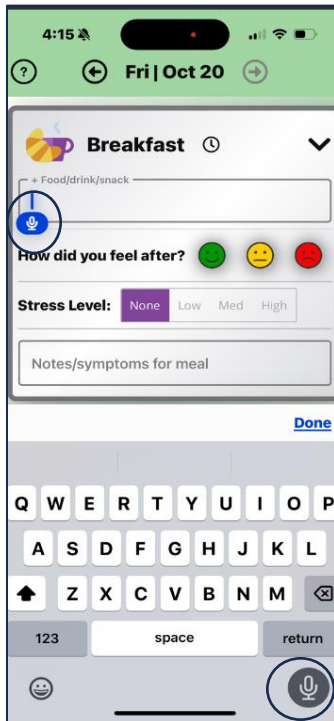 4:15
?
Fri | Oct 20
Breakfast
+ Food/drink/snack
How did you feel after?
Stress Level: None Low Med High
Notes/symptoms for meal
Done
Q W E R T Y U I O P
A S D F G H J K L
Z X C V B N M
123 space return